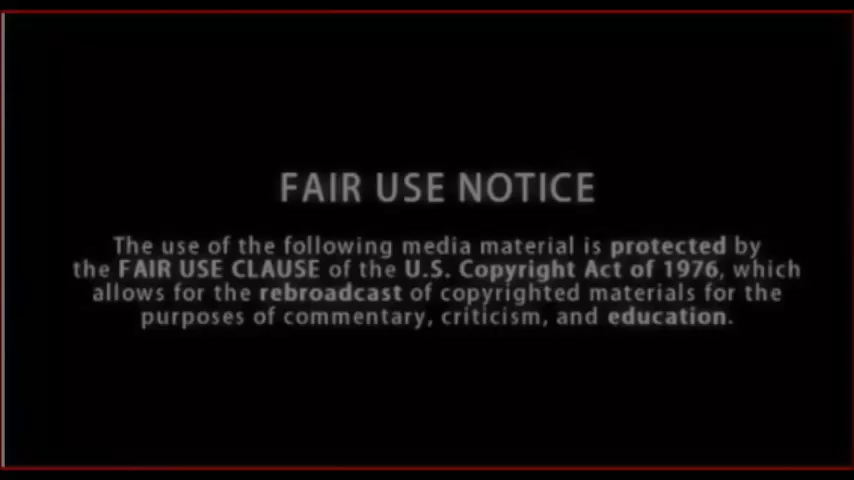 FAIR USE NOTICE
The use of the following media material is protected by
the FAIR USE CLAUSE of the U.S. Copyright Act of 1976, which
allows for the rebroadcast of copyrighted materials for the
purposes of commentary, criticism, and education.